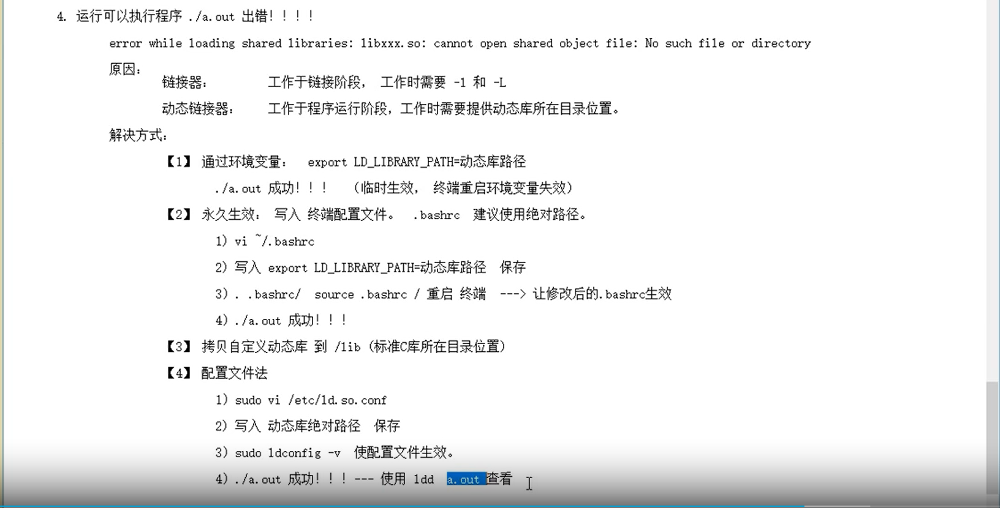 4. 运行可以执行程序 ./a.out 出错！！！！
error while loading shared libraries: libxxx.so: cannot open shared object file: No such file or directory
原因：
链接器： 工作于链接阶段， 工作时需要 -l 和 -L
动态链接器： 工作于程序运行阶段，工作时需要提供动态库所在目录位置。
解决方式：
【1】 通过环境变量： export LD_LIBRARY_PATH=动态库路径
./a.out 成功！！！ （临时生效， 终端重启环境变量失效）
【2】 永久生效： 写入 终端配置文件。 .bashrc 建议使用绝对路径。
1) vi ~/.bashrc
2) 写入 export LD_LIBRARY_PATH=动态库路径 保存
3) . .bashrc/ source .bashrc / 重启 终端 ---> 让修改后的.bashrc生效
4) ./a.out 成功！！！
【3】 拷贝自定义动态库 到 /lib (标准C库所在目录位置)
【4】 配置文件法
1) sudo vi /etc/ld.so.conf
2) 写入 动态库绝对路径 保存
3) sudo ldconfig -v 使配置文件生效。
4) ./a.out 成功！！！--- 使用 ldd a.out 查看